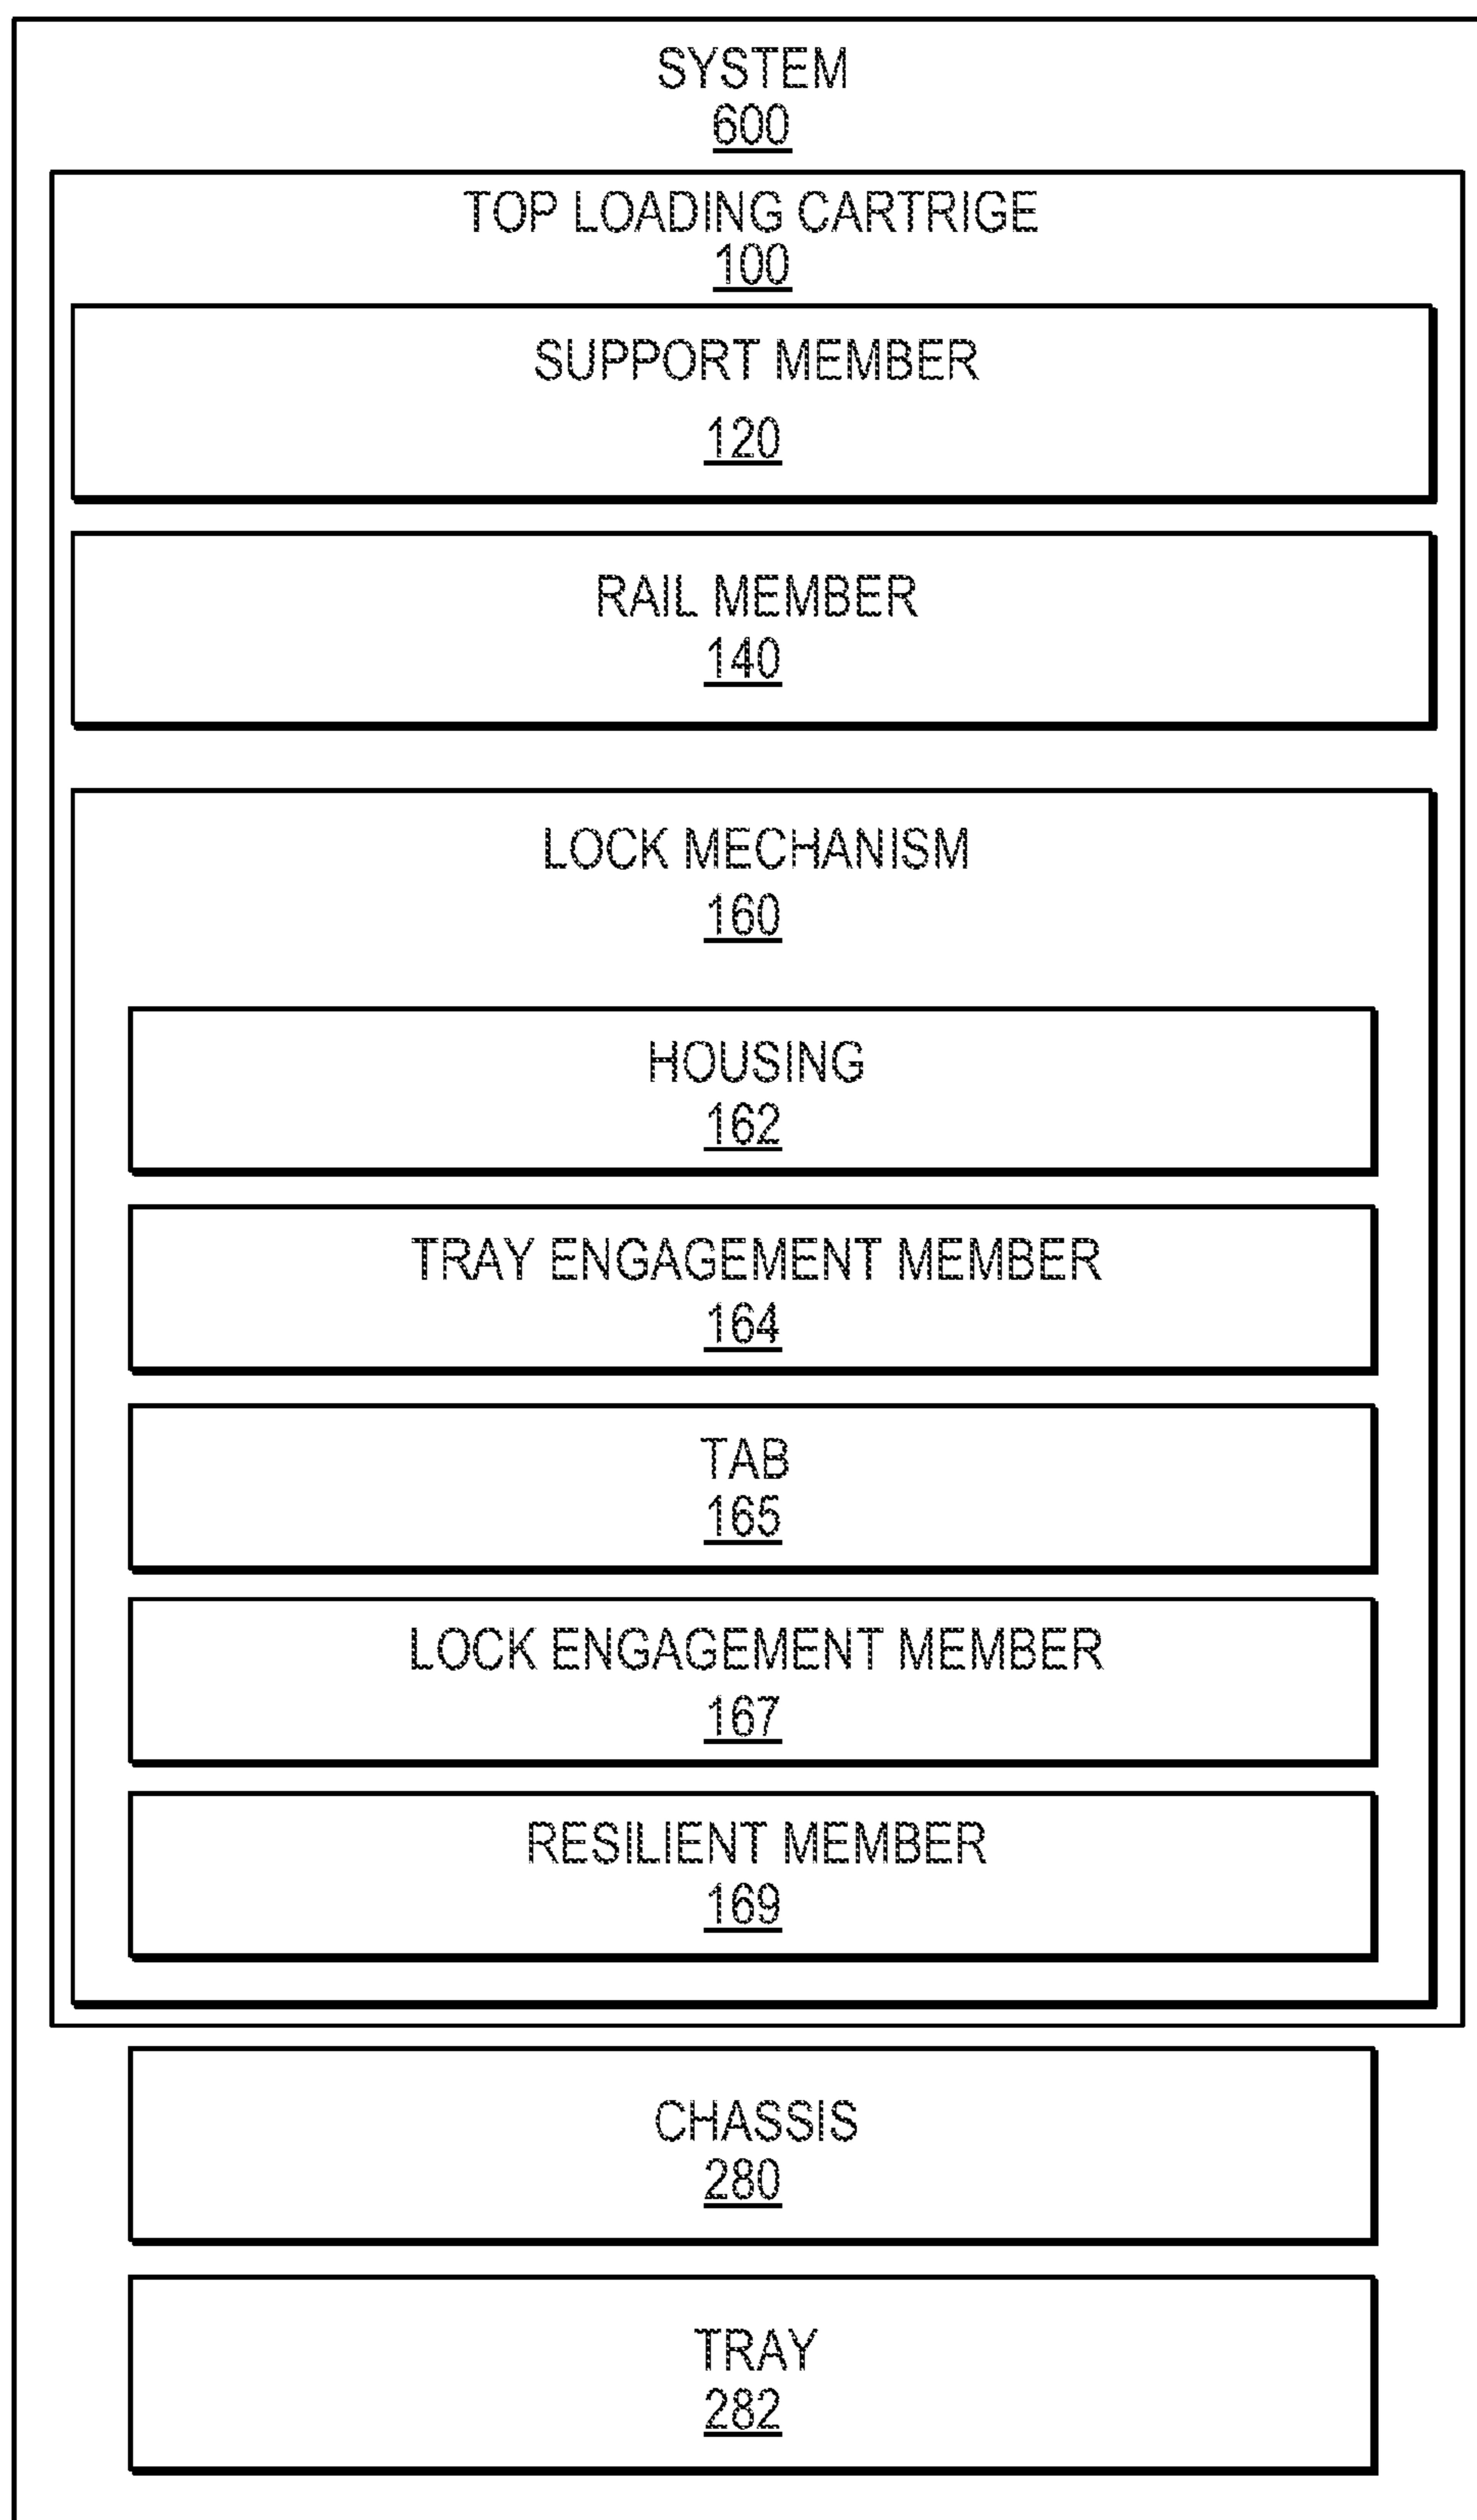 SYSTEM
600
TOP LOADING CARTRIGE
100
SUPPORT MEMBER
120
RAIL MEMBER
140
LOCK MECHANISM
160
HOUSING
162
TRAY ENGAGEMENT MEMBER
164
TAB
165
LOCK ENGAGEMENT MEMBER
167
RESILIENT MEMBER
169
CHASSIS
280
TRAY
282